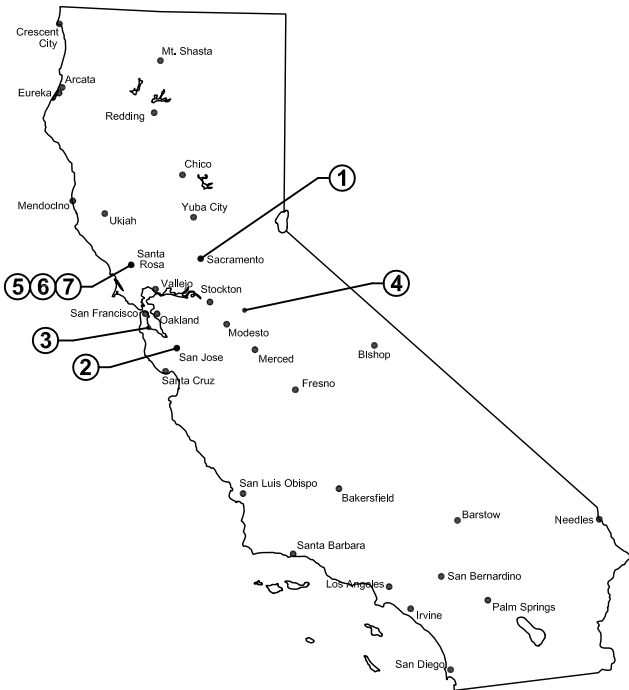 Crescent
City
Mt. Shasta
Arcata
Eureka
Redding
Chico
1
Mendocino
Yuba City
Ukiah
Santa
Rosa
Sacramento
5 6 7
Vallejo
Stockton
4
San Francisco
Oakland
3
Modesto
2
San Jose
Merced
BIshop
Santa Cruz
Fresno
San Luis Obispo
Bakersfield
Barstow
Needles
Santa Barbara
Los Angeles
San Bernardino
Irvine
Palm Springs
San Diego